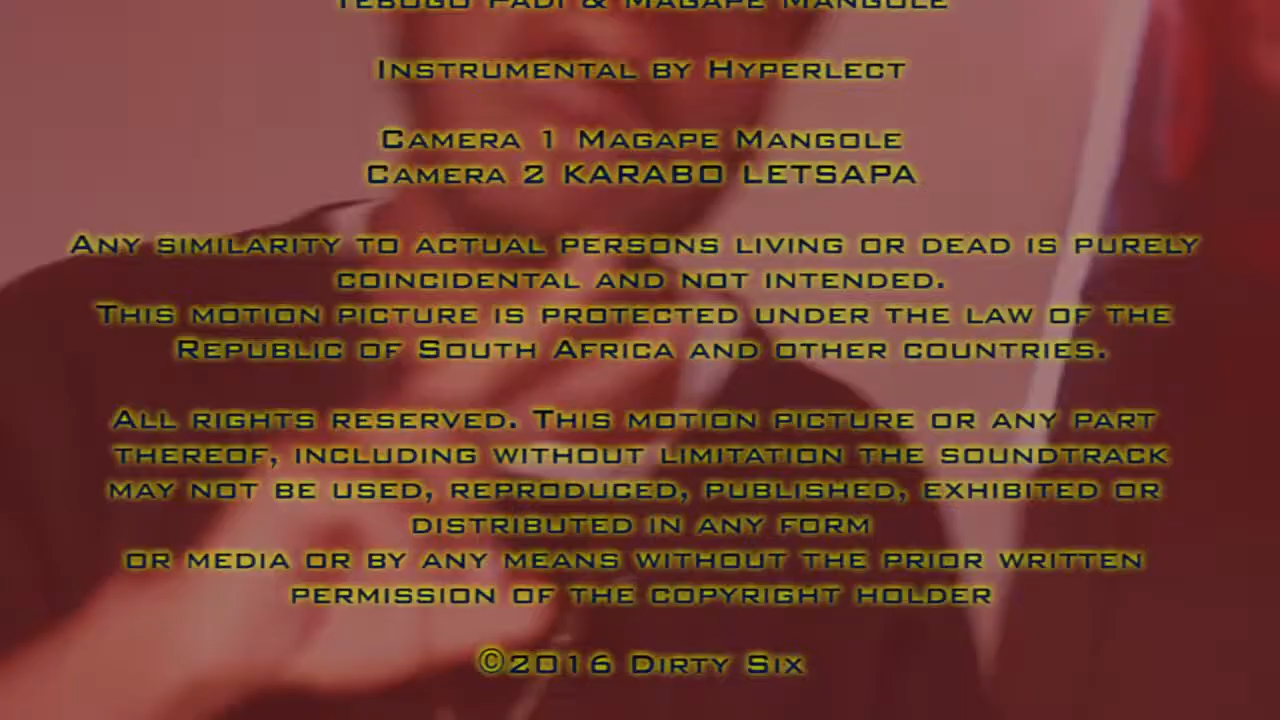 Tebogo Padi & Magape Mangole
Instrumental by Hyperlect
Camera 1 Magape Mangole
Camera 2 KARABO LETSAPA
Any similarity to actual persons living or dead is purely
coincidental and not intended.
This motion picture is protected under the law of the
Republic of South Africa and other countries.
All rights reserved. This motion picture or any part
thereof, including without limitation the soundtrack
may not be used, reproduced, published, exhibited or
distributed in any form
or media or by any means without the prior written
permission of the copyright holder
©2016 Dirty Six